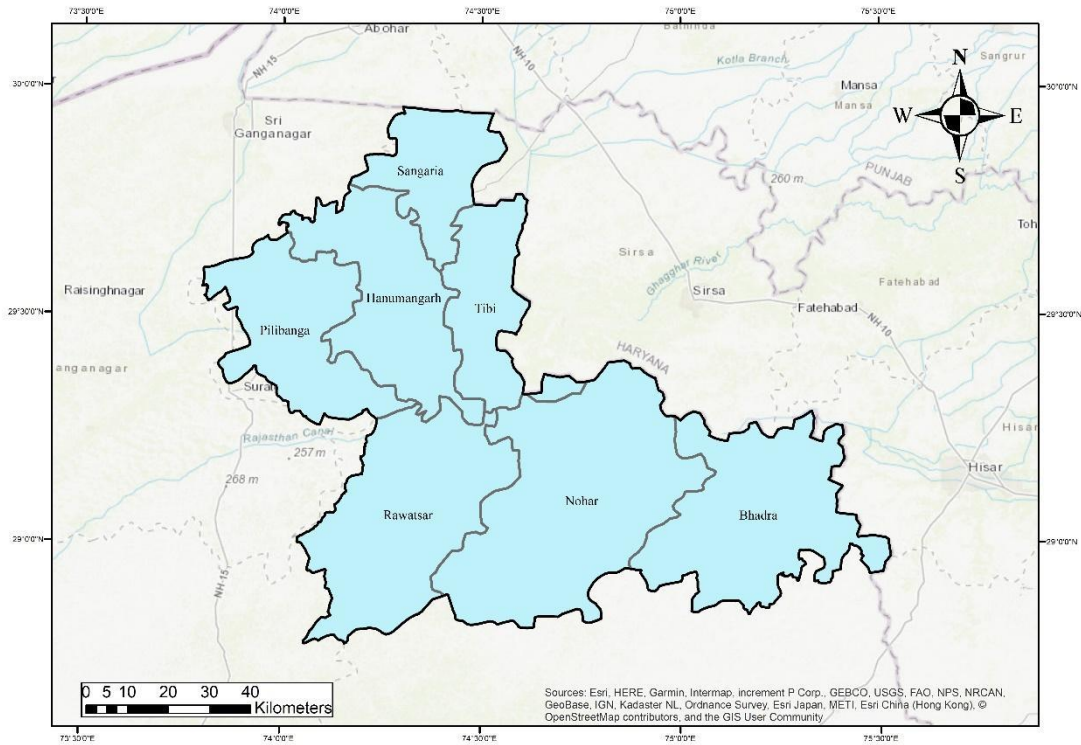 73°30'0"E 74°0'0"E 74°30'0"E 75°0'0"E 75°30'0"E
Abohar
Kotla Branch
Sangrur
NH-15
NH-10
30°0'0"N
Mansa
Mansa
30°0'0"N
N
W E
S
Sri
Ganganagar
PUNJAB
260 m
Sangaria
Toh
Sirsa
Ghagghar River
Raisinghnagar
Hanumangarh
Tibi
Sirsa
Fatehabad
Fatehabad
29°30'0"N
29°30'0"N
Pilibanga
NH-10
HARYANA
anganagar
Surat
Rajasthan Canal
257 m
268 m
Hisar
Hisar
Rawatsar
Nohar
Bhadra
29°0'0"N
29°0'0"N
NH-15
0 5 10 20 30 40
Kilometers
Sources: Esri, HERE, Garmin, Intermap, increment P Corp., GEBCO, USGS, FAO, NPS, NRCAN,
GeoBase, IGN, Kadaster NL, Ordnance Survey, Esri Japan, METI, Esri China (Hong Kong), ©
OpenStreetMap contributors, and the GIS User Community
73°30'0"E 74°0'0"E 74°30'0"E 75°0'0"E 75°30'0"E